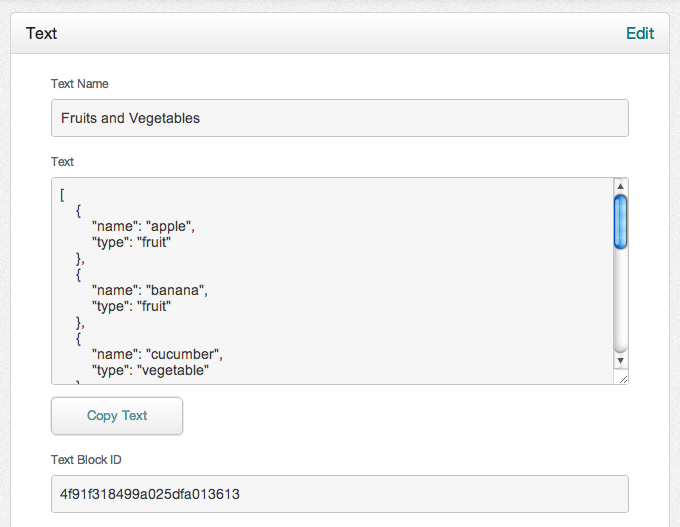 Text
Edit
Text Name
Fruits and Vegetables
Text
[
    {
        "name": "apple",
        "type": "fruit"
    },
    {
        "name": "banana",
        "type": "fruit"
    },
    {
        "name": "cucumber",
        "type": "vegetable"
Copy Text
Text Block ID
4f91f318499a025dfa013613